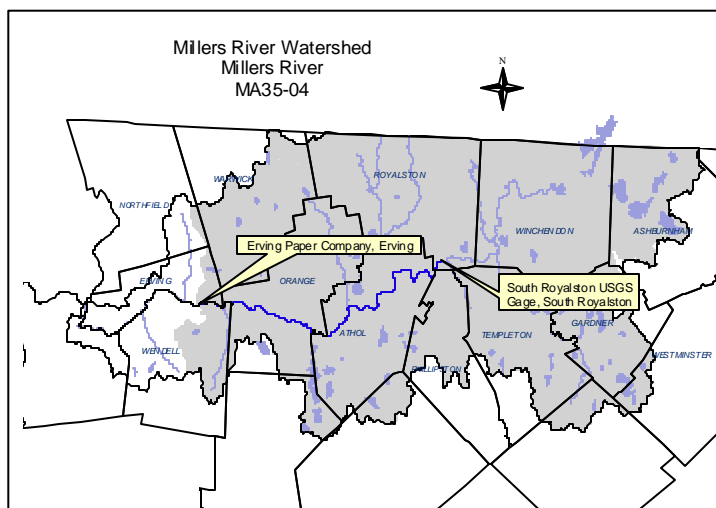 Millers River Watershed
Millers River
MA35-04
N
ROYALSTON
WARWICK
NORTHFIELD
WINCHENDON
ASHBURNHAM
Erving Paper Company, Erving
ERVING
ORANGE
South Royalston USGS
Gage, South Royalston
GARDNER
ATHOL
TEMPLETON
WENDELL
WESTMINSTER
PHILLIPSTON